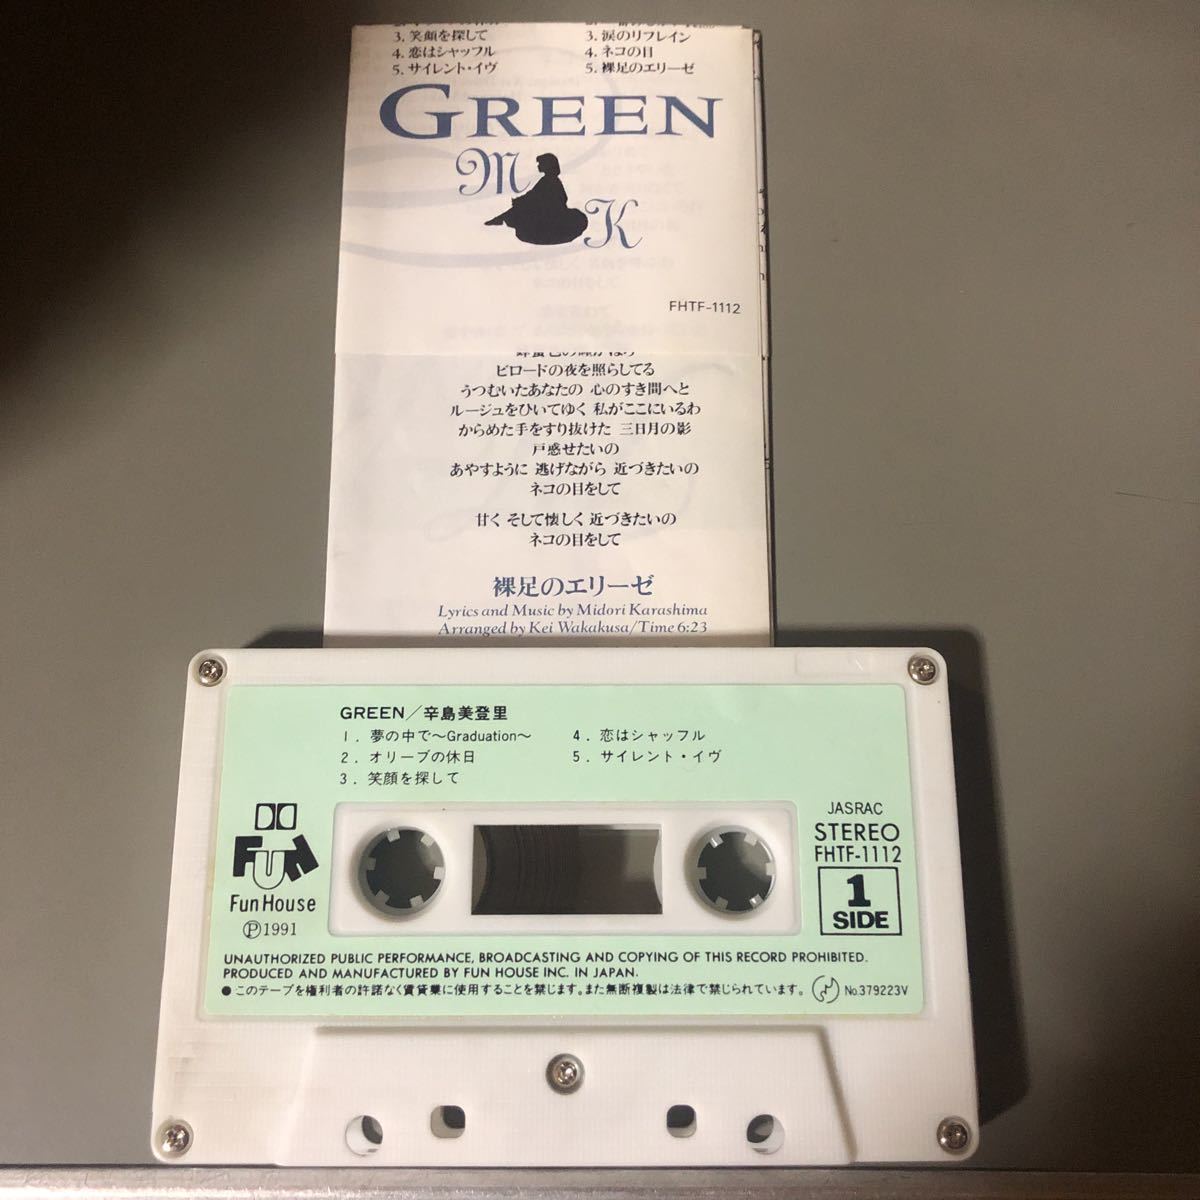 3. 笑顔を探して
4. 恋はシャッフル
5. サイレント・イヴ
3. 涙のリフレイン
4. ネコの目
5. 裸足のエリーゼ
GREEN
M
K
FHTF-1112
ビロードの夜を照らしてる
うつむいたあなたの 心のすき間へと
ルージュをひいてゆく 私がここにいるわ
からめた手をすり抜けた 三日月の影
戸惑せたいの
あやすように 逃げながら 近づきたいの
ネコの目をして
甘く そして懐しく 近づきたいの
ネコの目をして
裸足のエリーゼ
Lyrics and Music by Midori Karashima
Arranged by Kei Wakakusa/Time 6:23
GREEN/辛島美登里
1. 夢の中で〜Graduation〜
2. オリーブの休日
3. 笑顔を探して
4. 恋はシャッフル
5. サイレント・イヴ
FUN
Fun House
Ⓟ1991
JASRAC
STEREO
FHTF-1112
1
SIDE
UNAUTHORIZED PUBLIC PERFORMANCE, BROADCASTING AND COPYING OF THIS RECORD PROHIBITED.
PRODUCED AND MANUFACTURED BY FUN HOUSE INC. IN JAPAN.
●このテープを権利者の許諾なく賃貸業に使用することを禁じます。また無断複製は法律で禁じられています。 No.379223V